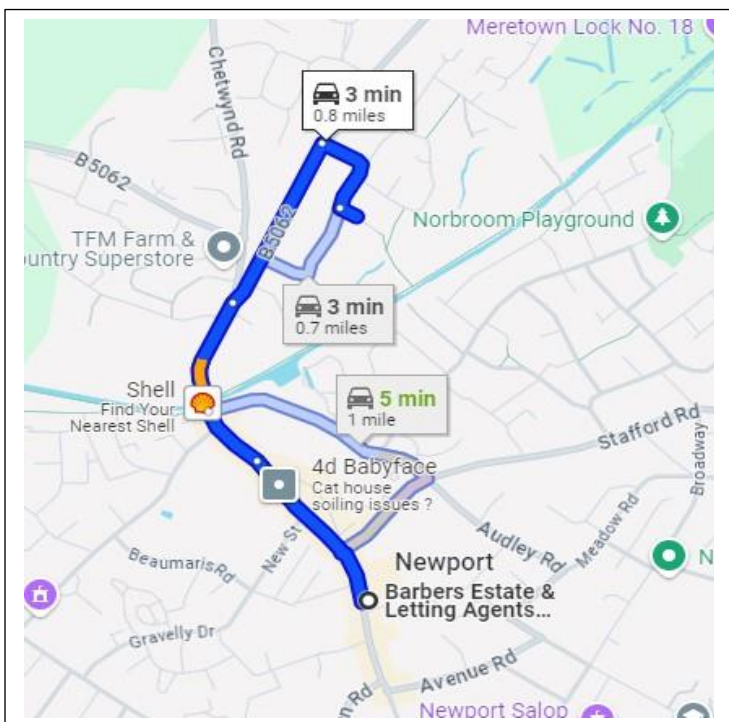 Meretown Lock No. 18
Chetwynd Rd
3 min
0.8 miles
B5062
B5062
TFM Farm &
untry Superstore
Norbroom Playground
3 min
0.7 miles
Shell
Find Your
Nearest Shell
5 min
1 mile
Stafford Rd
Broadway
4d Babyface
Cat house
soiling issues ?
Meadow Rd
New St
Audley Rd
Beaumaris Rd
Newport
N
Barbers Estate &
Letting Agents...
Gravelly Dr
Avenue Rd
n Rd
Newport Salop